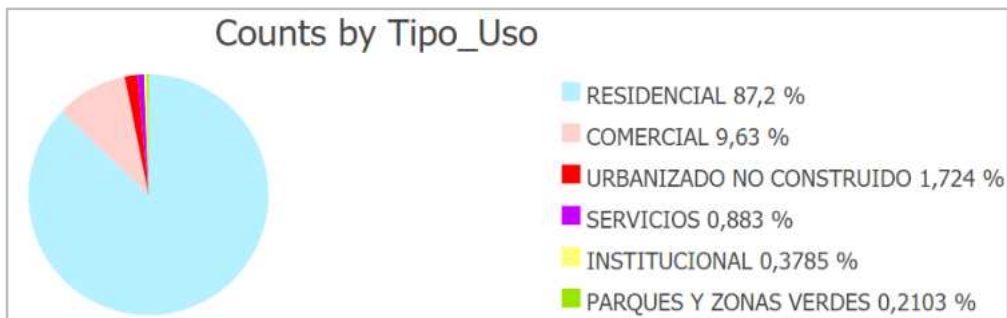 Counts by Tipo_Uso
RESIDENCIAL 87,2 %
COMERCIAL 9,63 %
URBANIZADO NO CONSTRUIDO 1,724 %
SERVICIOS 0,883 %
INSTITUCIONAL 0,3785 %
PARQUES Y ZONAS VERDES 0,2103 %